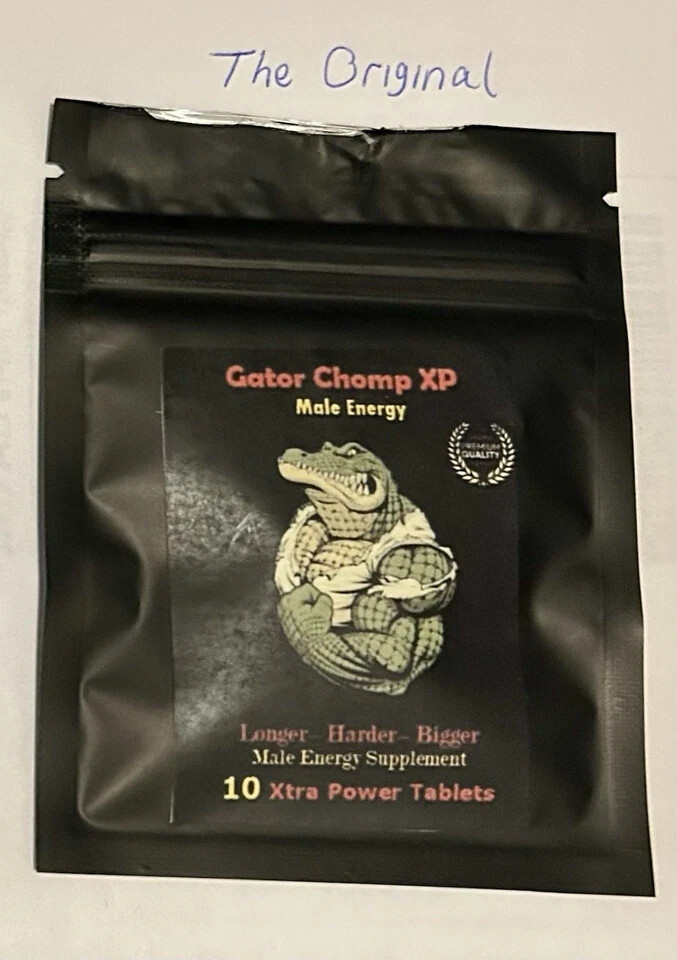 The Original
Gator Chomp XP
Male Energy
PREMIUM
QUALITY
Longer - Harder - Bigger
Male Energy Supplement
10 Xtra Power Tablets